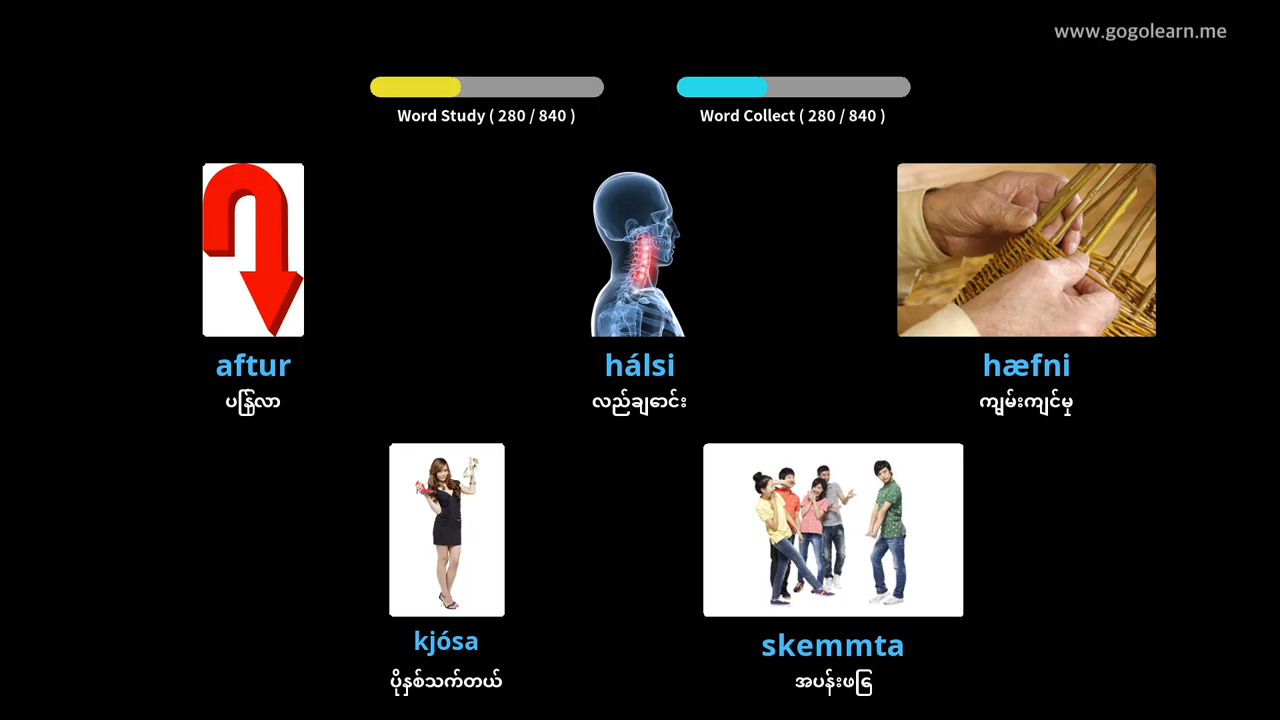 www.gogolearn.me
Word Study ( 280 / 840 )
Word Collect ( 280 / 840 )
aftur
ပြန်လာ
hálsi
လည်ချောင်း
hæfni
ကျွမ်းကျင်မှု
kjósa
ပိုနှစ်သက်တယ်
skemmta
အပန်းဖြေ